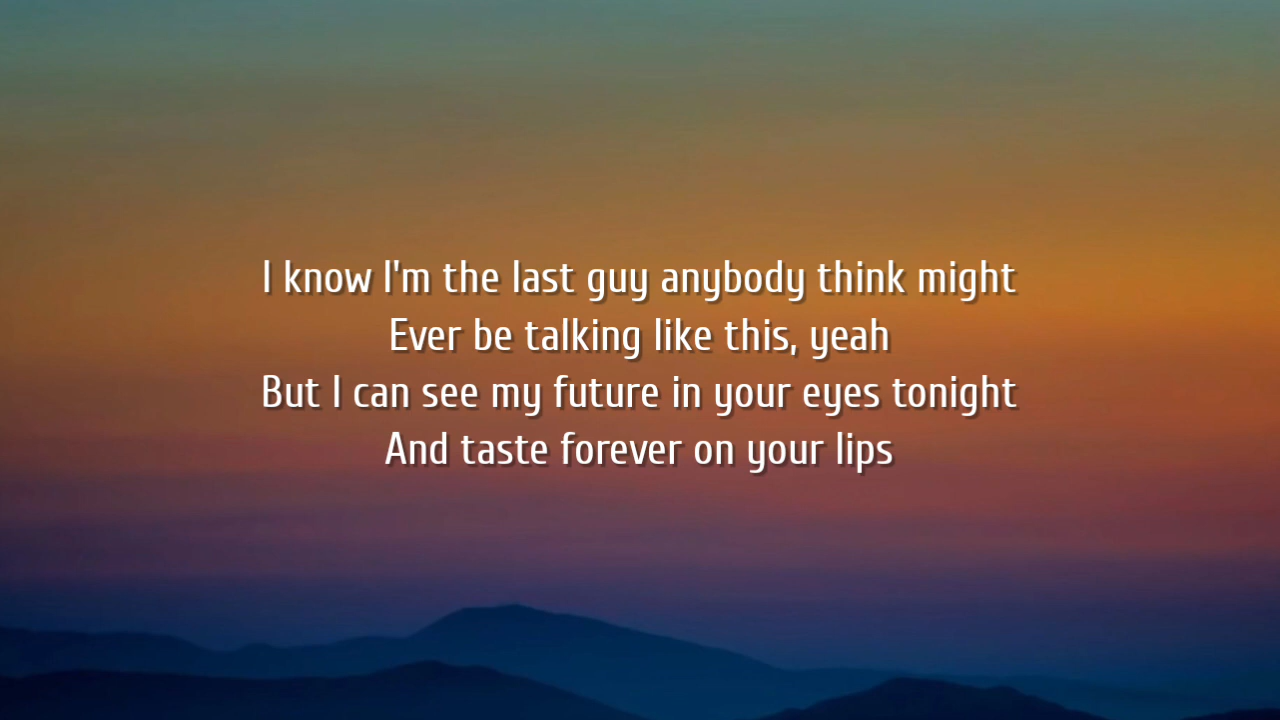 I know I'm the last guy anybody think might
Ever be talking like this, yeah
But I can see my future in your eyes tonight
And taste forever on your lips